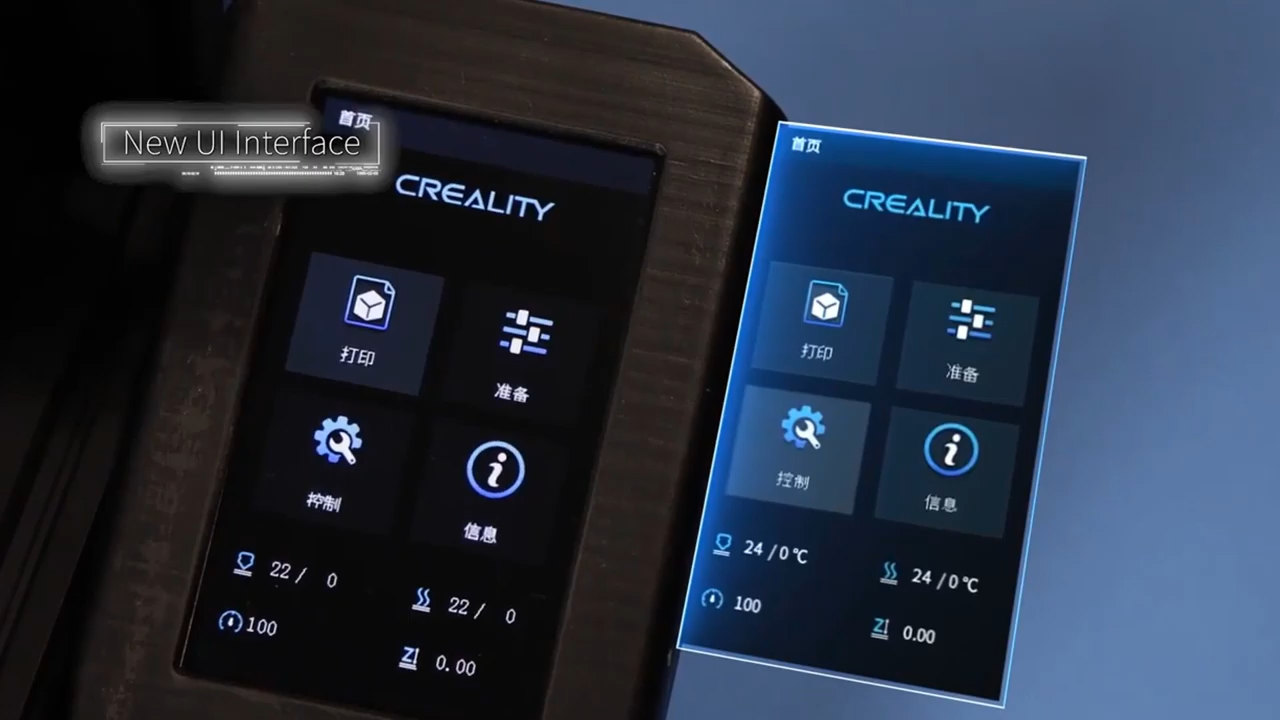 New UI Interface
首页
CREALITY
打印
准备
控制
信息
22 / 0
22 / 0
100
0.00
首页
CREALITY
打印
准备
控制
信息
24 / 0 ℃
24 / 0 ℃
100
0.00